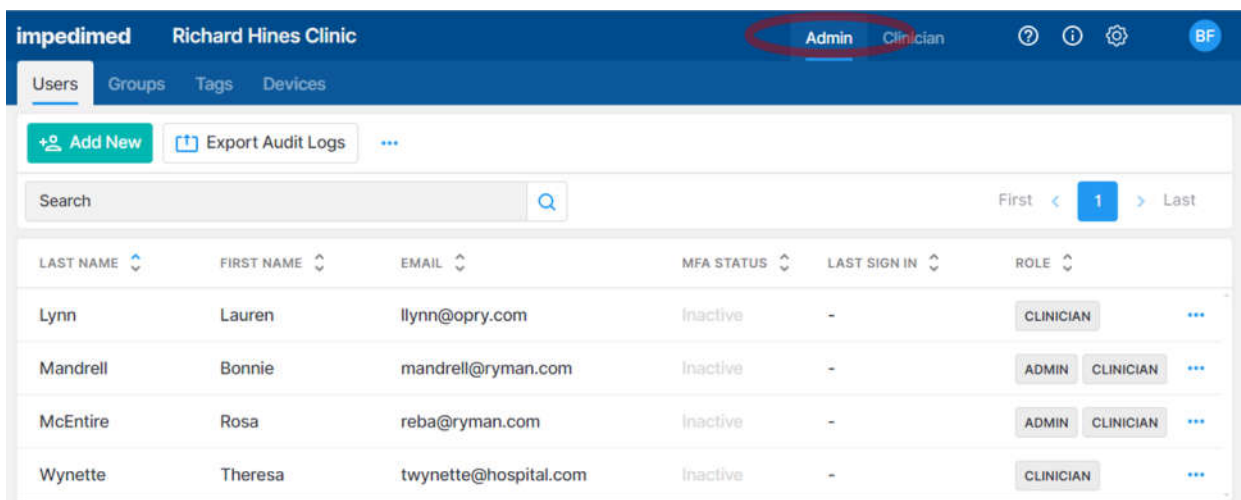 impedimed Richard Hines Clinic Admin Clinician BF
Users Groups Tags Devices
Add New Export Audit Logs
Search First 1 Last
LAST NAME FIRST NAME EMAIL MFA STATUS LAST SIGN IN ROLE
Lynn Lauren llynn@opry.com Inactive - CLINICIAN
Mandrell Bonnie mandrell@ryman.com Inactive - ADMIN CLINICIAN
McEntire Rosa reba@ryman.com Inactive - ADMIN CLINICIAN
Wynette Theresa twynette@hospital.com Inactive - CLINICIAN